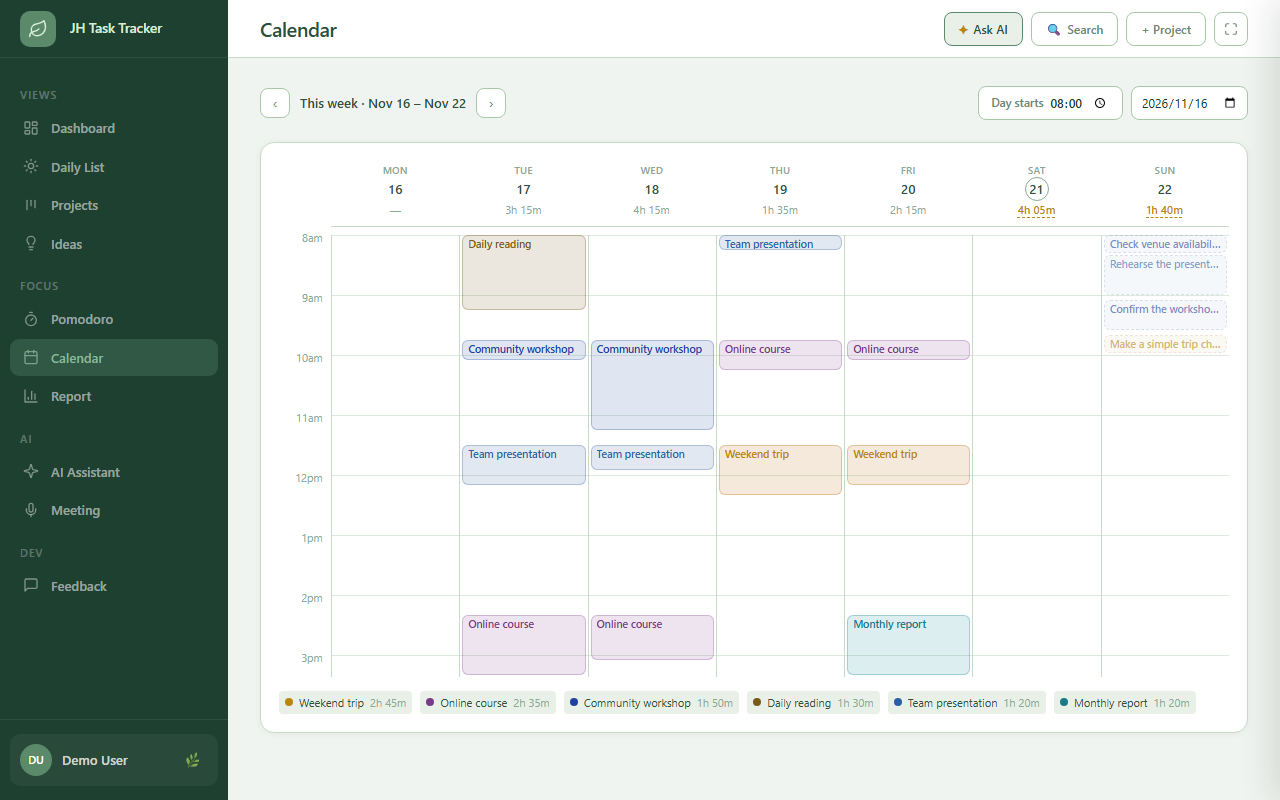 JH Task Tracker
VIEWS
Dashboard
Daily List
Projects
Ideas
FOCUS
Pomodoro
Calendar
Report
AI
AI Assistant
Meeting
DEV
Feedback
DU Demo User
Calendar
Ask AI
Search
+ Project
This week · Nov 16 – Nov 22
Day starts 08:00
2026/11/16
MON TUE WED THU FRI SAT SUN
16 17 18 19 20 21 22
— 3h 15m 4h 15m 1h 35m 2h 15m 4h 05m 1h 40m
8am
Daily reading
Team presentation
Check venue availabil...
Rehearse the present...
9am
Confirm the worksho...
Community workshop
Community workshop
Online course
Online course
Make a simple trip ch...
10am
11am
Team presentation
Team presentation
Weekend trip
Weekend trip
12pm
1pm
2pm
Online course
Online course
Monthly report
3pm
Weekend trip 2h 45m
Online course 2h 35m
Community workshop 1h 50m
Daily reading 1h 30m
Team presentation 1h 20m
Monthly report 1h 20m